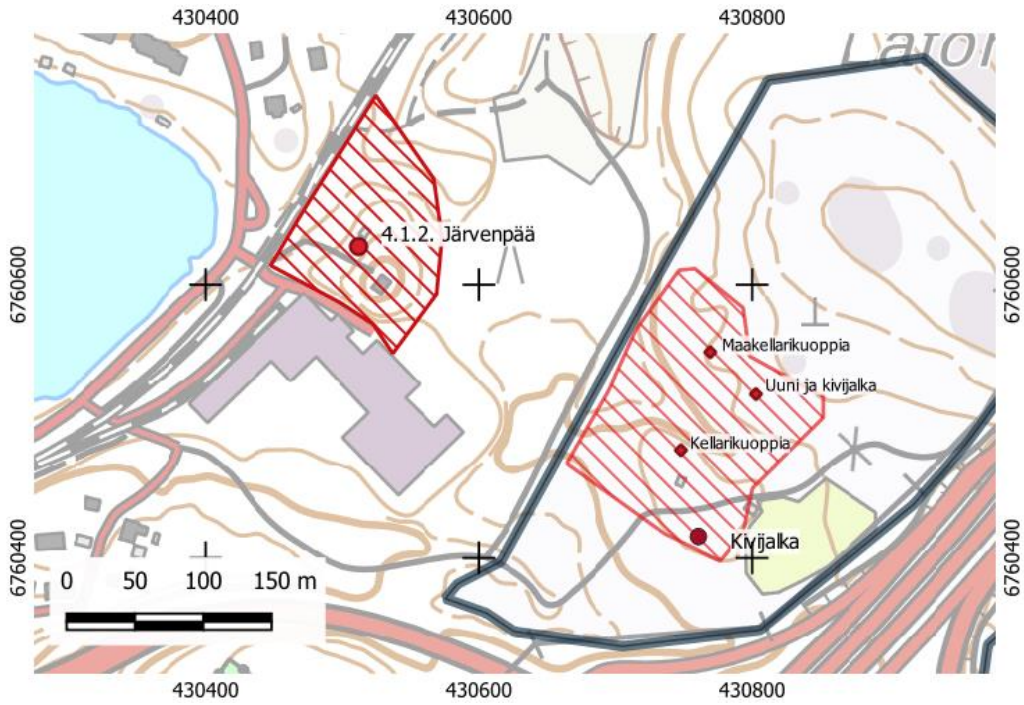 430400
430600
430800
6760600
6760600
4.1.2. Järvenpää
Maakellarikuoppia
Uuni ja kivijalka
Kellarikuoppia
Kivijalka
6760400
6760400
0 50 100 150 m
430400
430600
430800